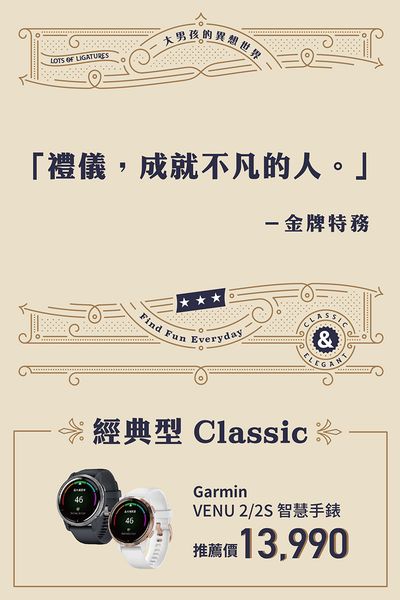 大男孩的異想世界
LOTS OF LIGATURES
「禮儀，成就不凡的人。」
－金牌特務
Find Fun Everyday
CLASSIC
&
ELEGANT
經典型 Classic
46
46
Garmin
VENU 2/2S 智慧手錶
推薦價13,990